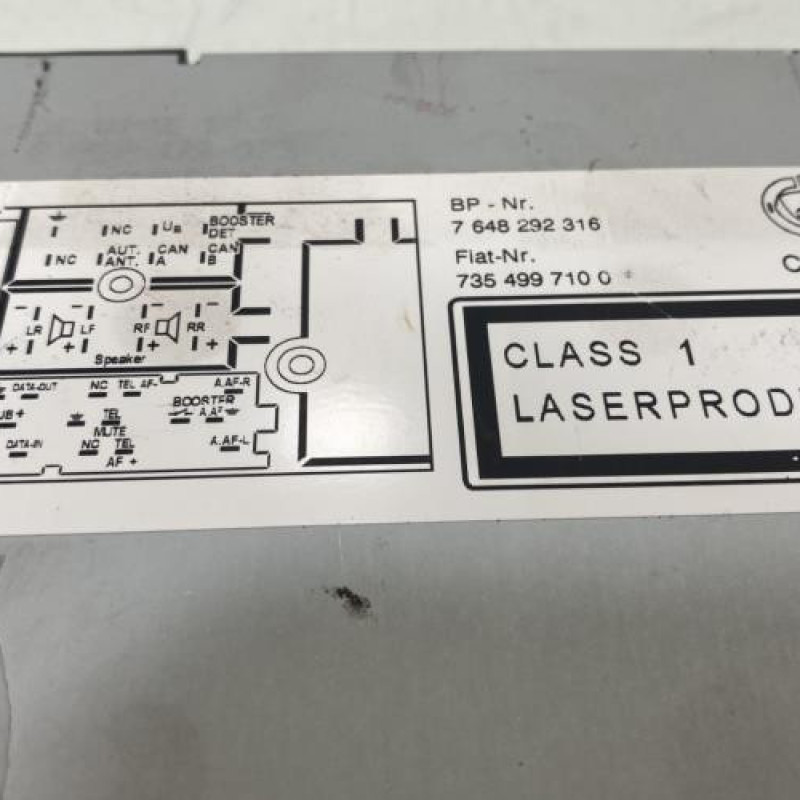 BP - Nr.
7 648 292 316
Fiat-Nr.
735 499 710 0
CLASS 1
NC UB BOOSTER
DET
NC AUT. ANT. CAN A CAN B
- - - -
LR LF RF RR
+ + + +
Speaker
DATA-OUT NC TEL AF- A.AF-R
UB+ TEL MUTE BOOSTER A.AF
DATA-IN NC TEL AF + A.AF-L